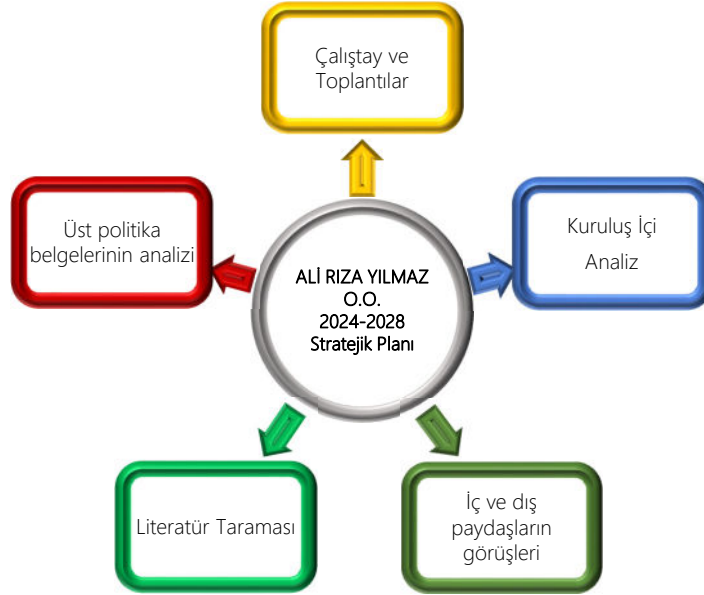 Çalıştay ve
Toplantılar
Üst politika
belgelerinin analizi
Kuruluş İçi
Analiz
ALİ RIZA YILMAZ
O.O.
2024-2028
Stratejik Planı
Literatür Taraması
İç ve dış
paydaşların
görüşleri